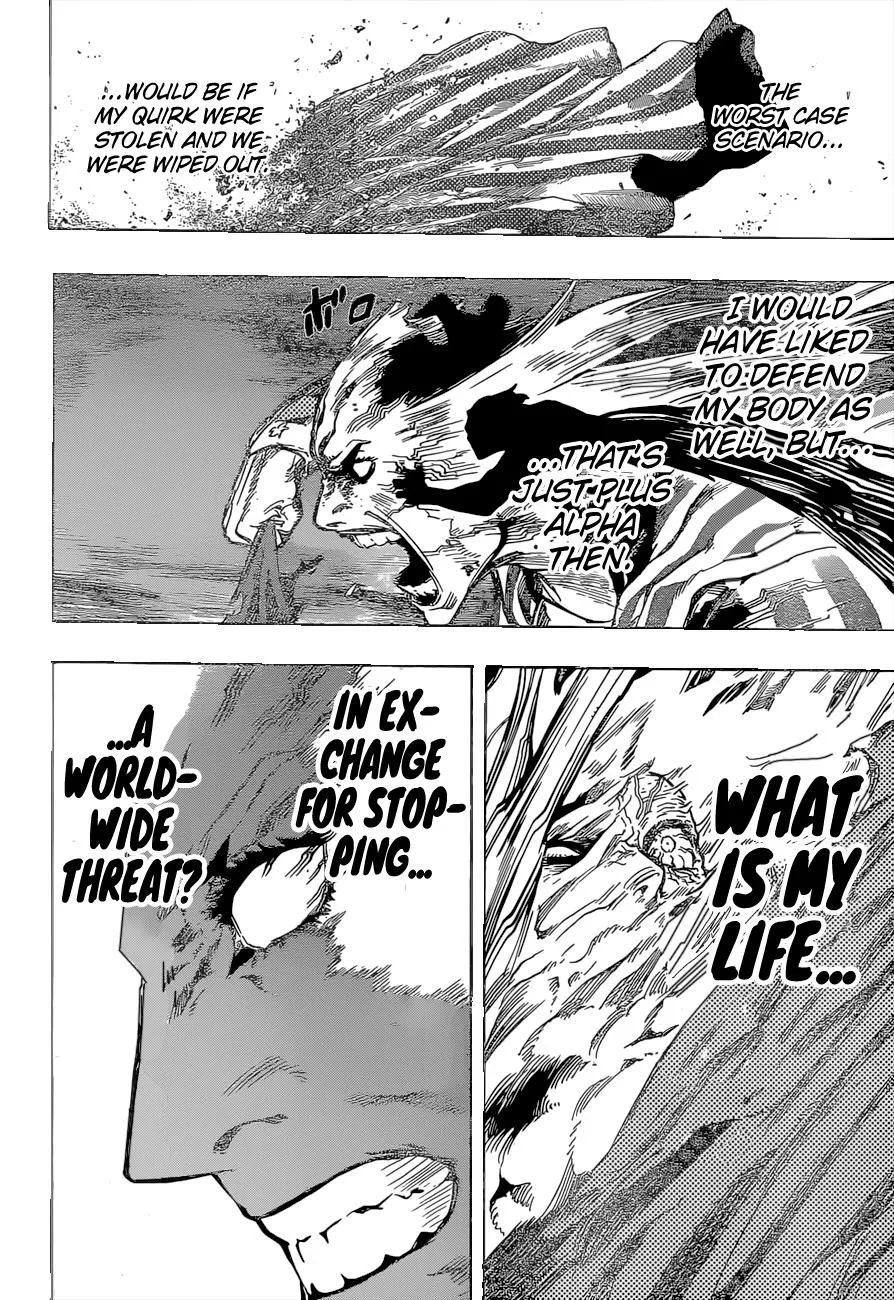 THE
WORST CASE
SCENARIO...
...WOULD BE IF
MY QUIRK WERE
STOLEN AND WE
WERE WIPED OUT.
ボロ
I WOULD
HAVE LIKED
TO DEFEND
MY BODY AS
WELL, BUT...
...THAT'S
JUST PLUS
ALPHA
THEN.
WHAT
IS MY
LIFE...
IN EX-
CHANGE
FOR STOP-
PING...
...A
WORLD-
WIDE
THREAT?